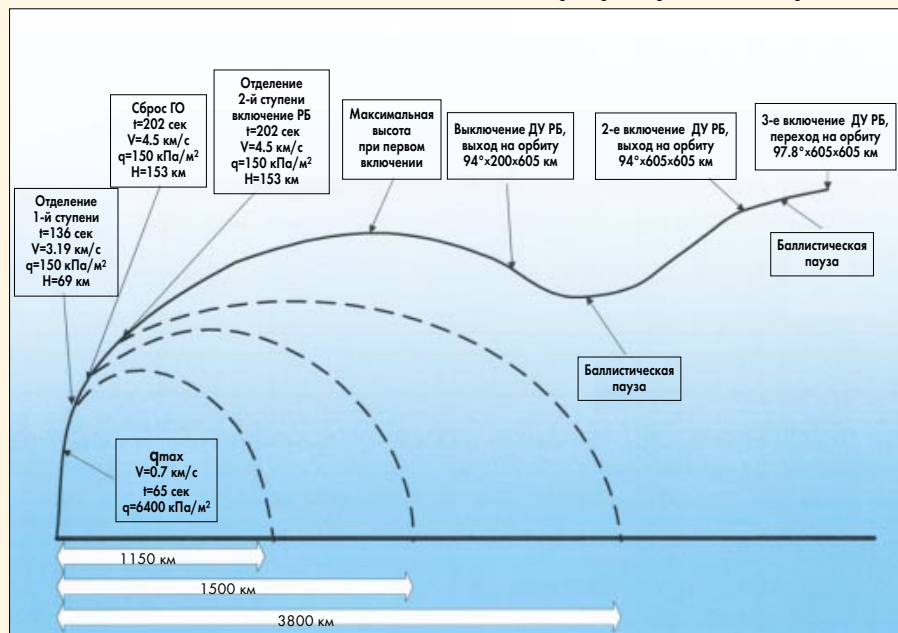 Отделение
2-й ступени
включение РБ
t=202 сек
V=4.5 км/с
q=150 кПа/м²
H=153 км
Сброс ГО
t=202 сек
V=4.5 км/с
q=150 кПа/м²
H=153 км
Максимальная
высота
при первом
включении
Выключение ДУ РБ,
выход на орбиту
94°×200×605 км
2-е включение ДУ РБ,
выход на орбиту
94°×605×605 км
3-е включение ДУ РБ,
переход на орбиту
97.8°×605×605 км
Отделение
1-й ступени
t=136 сек
V=3.19 км/с
q=150 кПа/м²
H=69 км
Баллистическая
пауза
Баллистическая
пауза
qmax
V=0.7 км/с
t=65 сек
q=6400 кПа/м²
1150 км
1500 км
3800 км